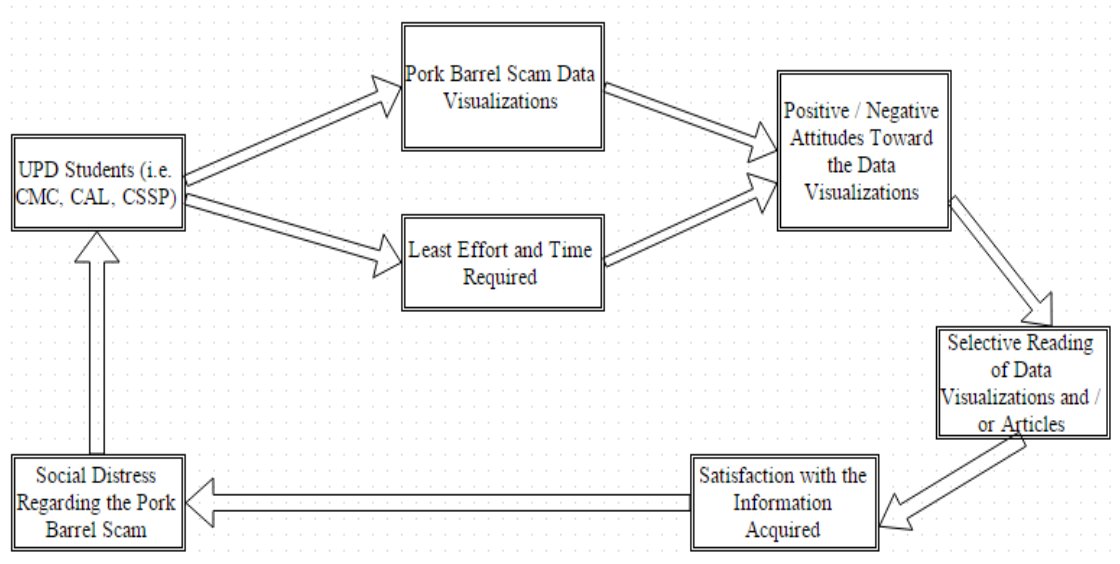 Pork Barrel Scam Data
Visualizations
Positive / Negative
Attitudes Toward
the Data
Visualizations
UPD Students (i.e.
CMC, CAL, CSSP)
Least Effort and Time
Required
Selective Reading
of Data
Visualizations and /
or Articles
Social Distress
Regarding the Pork
Barrel Scam
Satisfaction with the
Information
Acquired